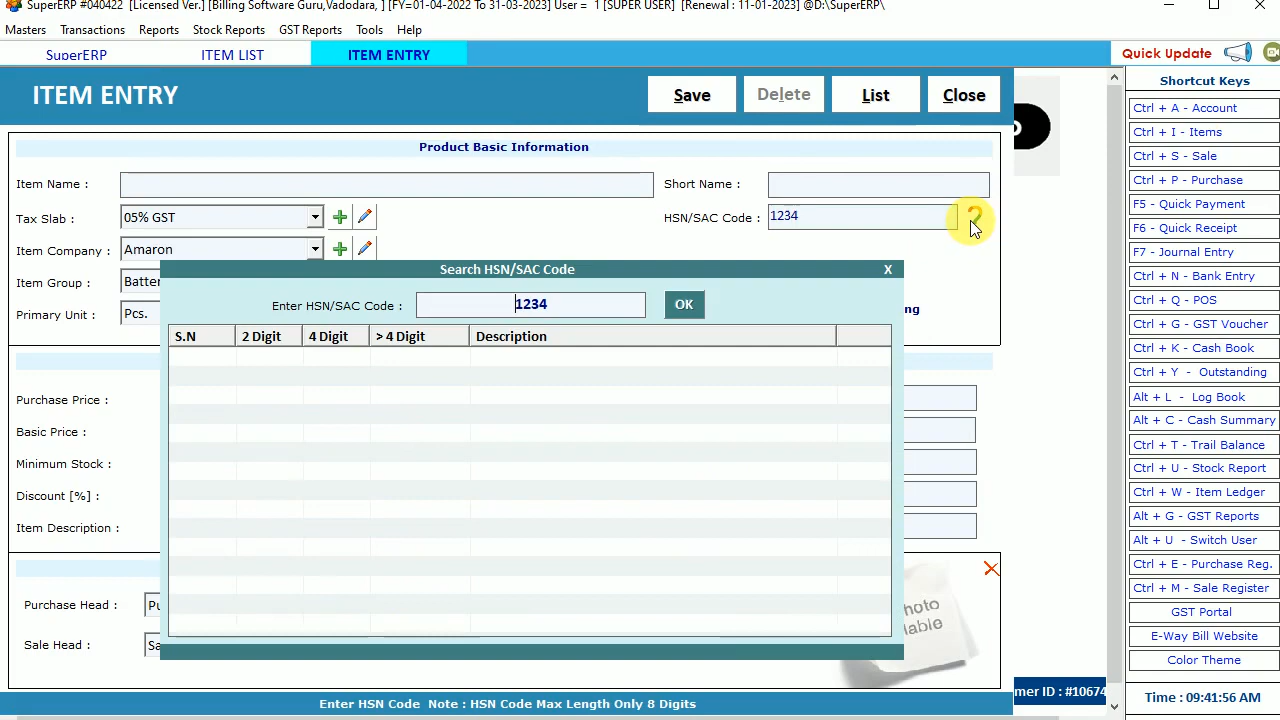 SuperERP #040422 [Licensed Ver.] [Billing Software Guru,Vadodara, ] [FY=01-04-2022 To 31-03-2023] User = 1 [SUPER USER] [Renewal : 11-01-2023] @D:\SuperERP\
Masters Transactions Reports Stock Reports GST Reports Tools Help
SuperERP ITEM LIST ITEM ENTRY Quick Update
ITEM ENTRY Save Delete List Close
Product Basic Information
Item Name : Short Name :
Tax Slab : 05% GST HSN/SAC Code : 1234 ?
Item Company : Amaron
Item Group :
Primary Unit : Pcs.
Search HSN/SAC Code X
Enter HSN/SAC Code : 1234 OK
S.N 2 Digit 4 Digit > 4 Digit Description
Purchase Price :
Basic Price :
Minimum Stock :
Discount [%] :
Item Description :
Purchase Head :
Sale Head :
Enter HSN Code Note : HSN Code Max Length Only 8 Digits
#10674
Shortcut Keys
Ctrl + A - Account
Ctrl + I - Items
Ctrl + S - Sale
Ctrl + P - Purchase
F5 - Quick Payment
F6 - Quick Receipt
F7 - Journal Entry
Ctrl + N - Bank Entry
Ctrl + Q - POS
Ctrl + G - GST Voucher
Ctrl + K - Cash Book
Ctrl + Y - Outstanding
Alt + L - Log Book
Alt + C - Cash Summary
Ctrl + T - Trail Balance
Ctrl + U - Stock Report
Ctrl + W - Item Ledger
Alt + G - GST Reports
Alt + U - Switch User
Ctrl + E - Purchase Reg.
Ctrl + M - Sale Register
GST Portal
E-Way Bill Website
Color Theme
Time : 09:41:56 AM